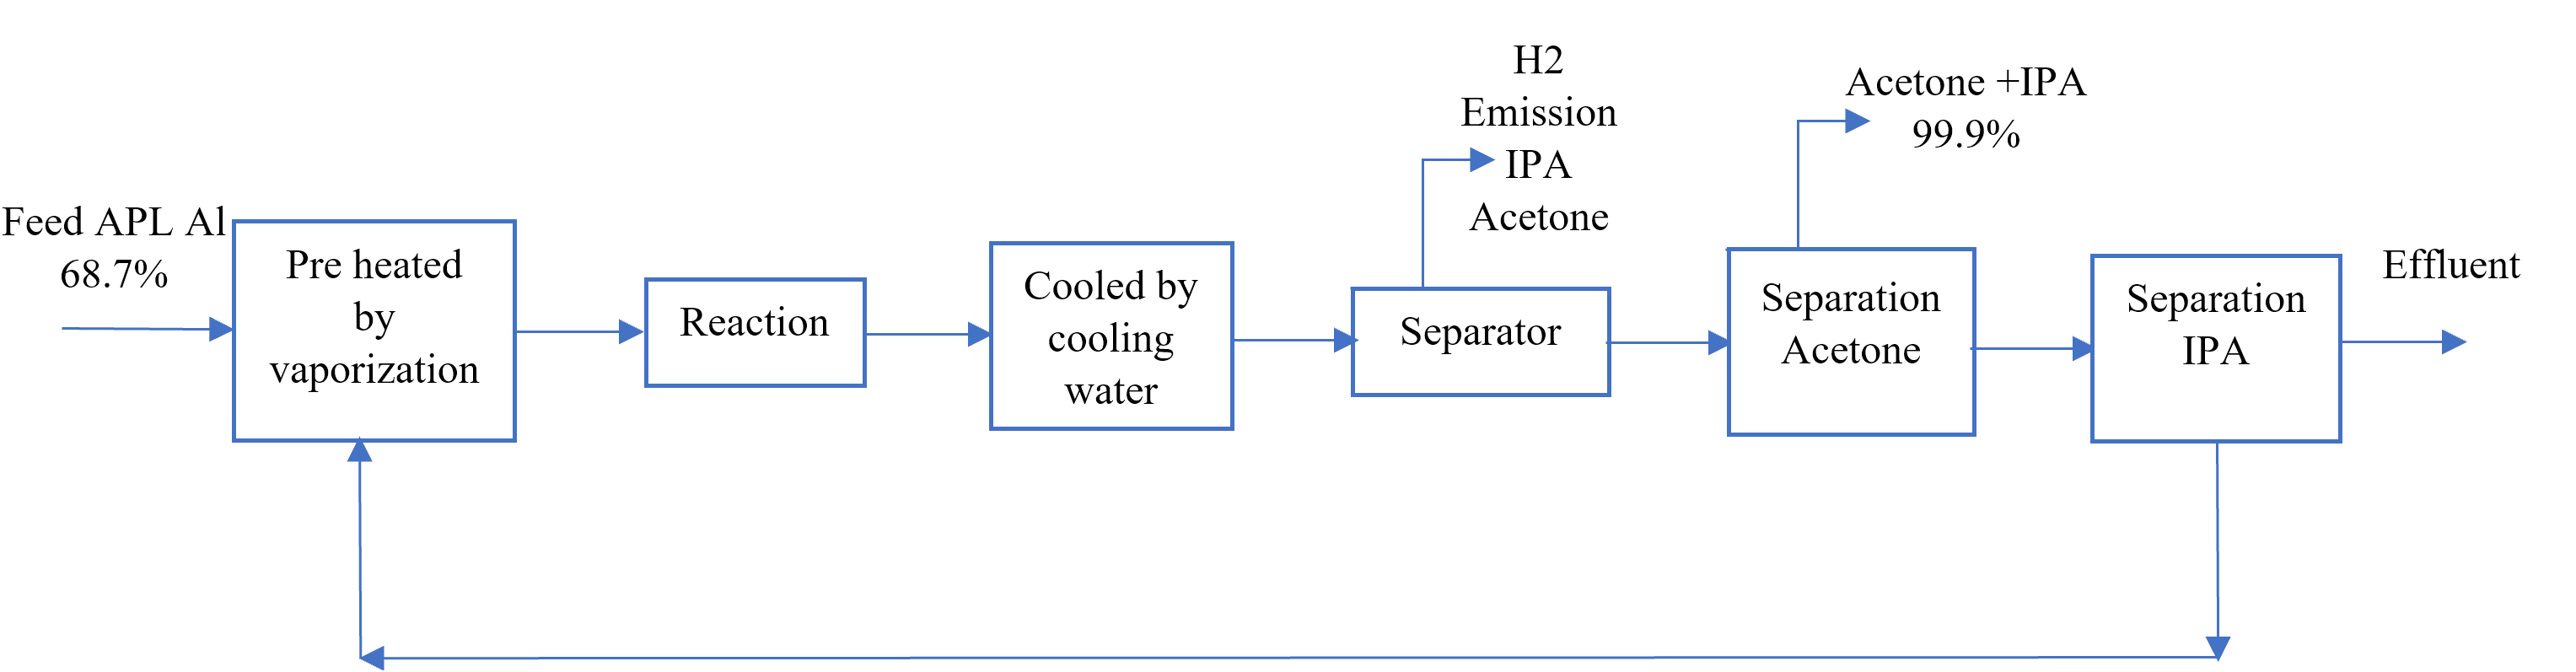 Feed APL Al
68.7%
Pre heated
by
vaporization
Reaction
Cooled by
cooling
water
Separator
H2
Emission
IPA
Acetone
Separation
Acetone
Acetone +IPA
99.9%
Separation
IPA
Effluent